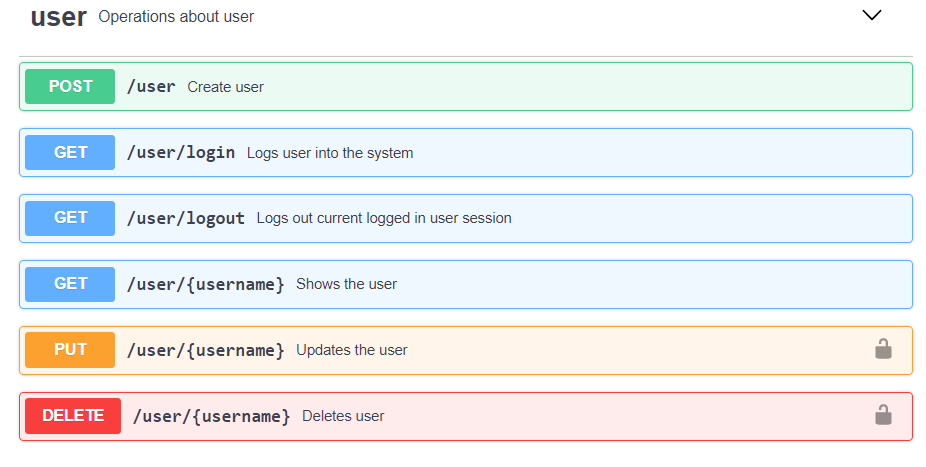 user Operations about user
POST /user Create user
GET /user/login Logs user into the system
GET /user/logout Logs out current logged in user session
GET /user/{username} Shows the user
PUT /user/{username} Updates the user
DELETE /user/{username} Deletes user